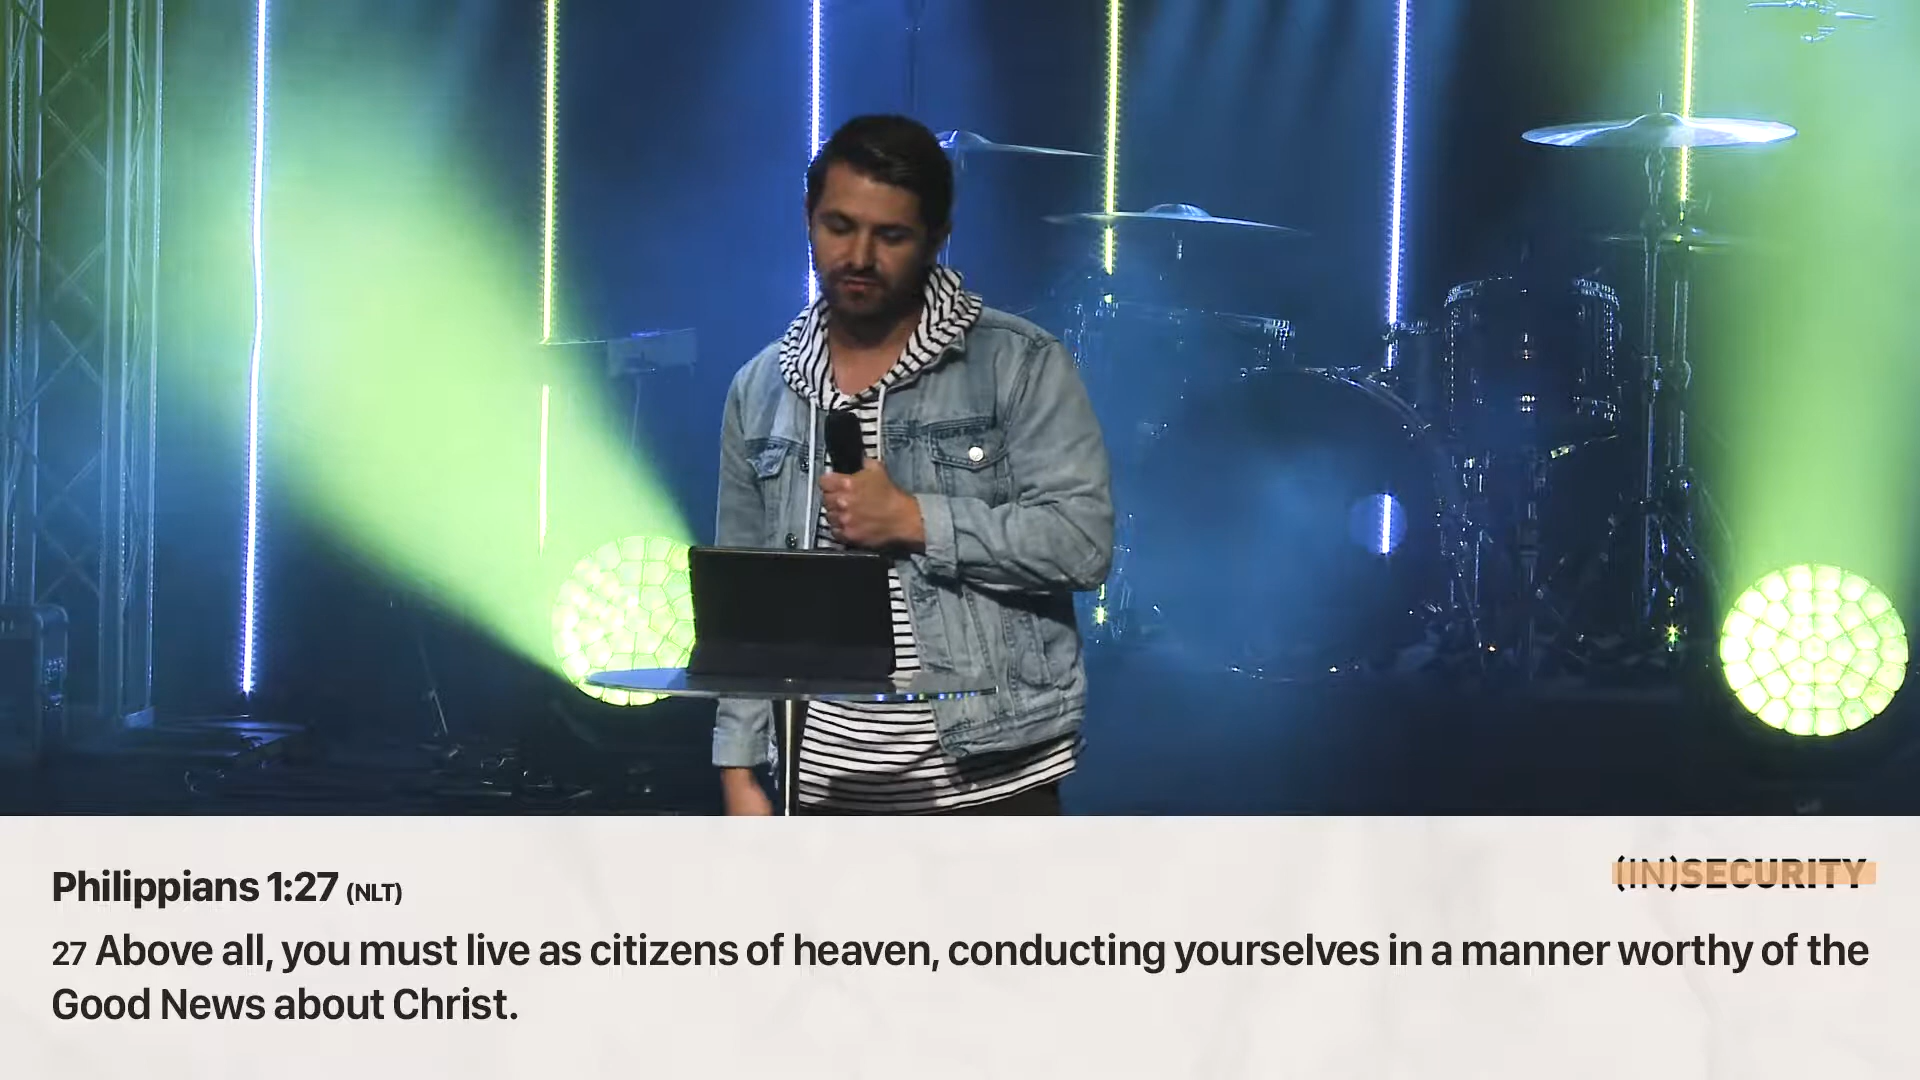 Philippians 1:27 (NLT)
(IN)SECURITY
27 Above all, you must live as citizens of heaven, conducting yourselves in a manner worthy of the
Good News about Christ.